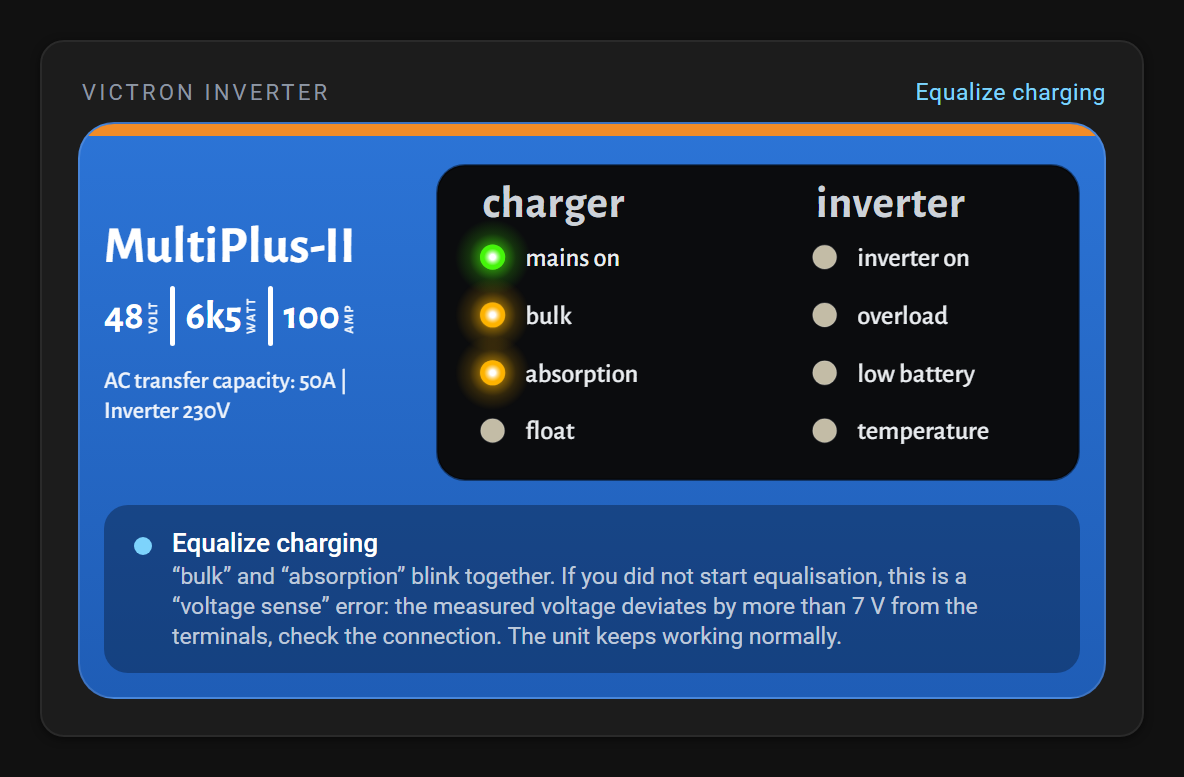 VICTRON INVERTER
Equalize charging
MultiPlus-II
48 VOLT | 6k5 WATT | 100 AMP
AC transfer capacity: 50A |
Inverter 230V
charger
mains on
bulk
absorption
float
inverter
inverter on
overload
low battery
temperature
Equalize charging
“bulk” and “absorption” blink together. If you did not start equalisation, this is a
“voltage sense” error: the measured voltage deviates by more than 7 V from the
terminals, check the connection. The unit keeps working normally.